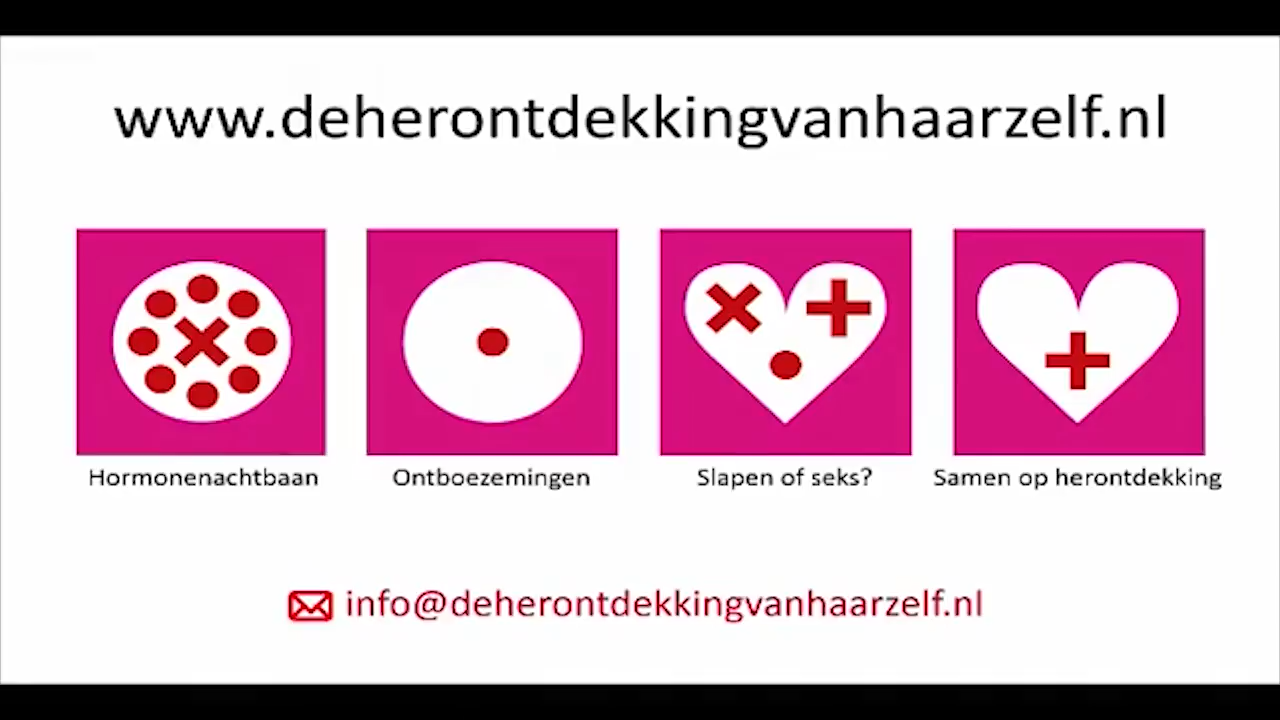 www.deherontdekkingvanhaarzelf.nl
Hormonenachtbaan
Ontboezemingen
Slapen of seks?
Samen op herontdekking
info@deherontdekkingvanhaarzelf.nl